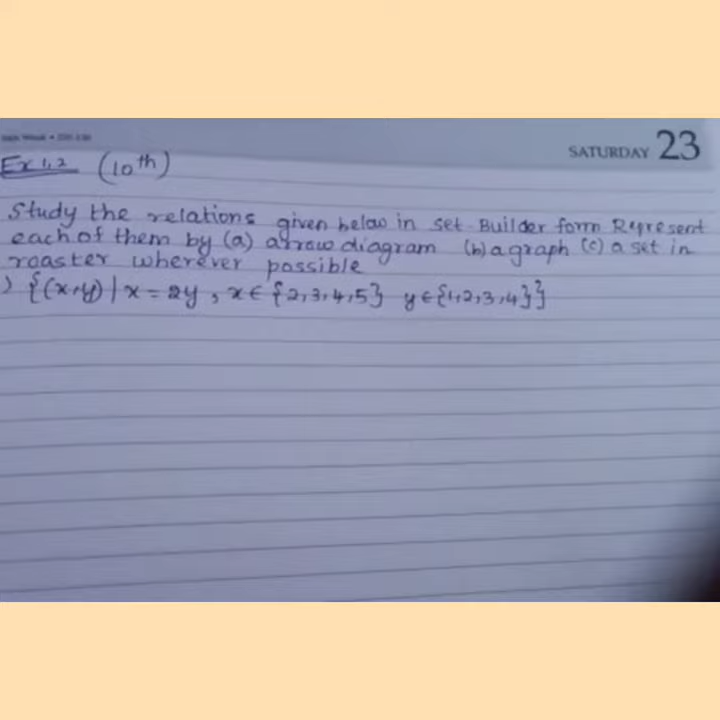 SATURDAY 23
Ex 1.2 (10th)
Study the relations given below in set Builder form Represent
each of them by (a) arrow diagram (b) a graph (c) a set in
roaster wherever possible
) {(x,y) | x = 2y, x ∈ {2,3,4,5} y ∈ {1,2,3,4}}